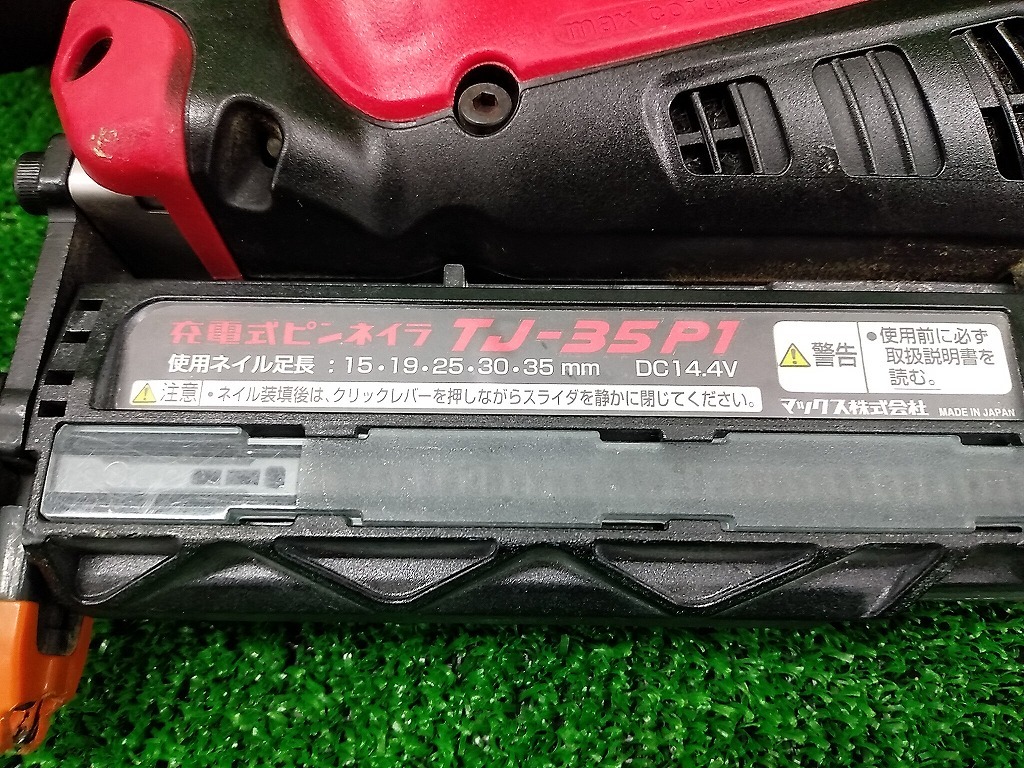 max cordless
充電式ピンネイラ TJ-35P1
使用ネイル足長 : 15・19・25・30・35 mm DC14.4V
注意 ・ネイル装填後は、クリックレバーを押しながらスライダを静かに閉じてください。
警告
・使用前に必ず
取扱説明書を
読む。
マックス株式会社 MADE IN JAPAN